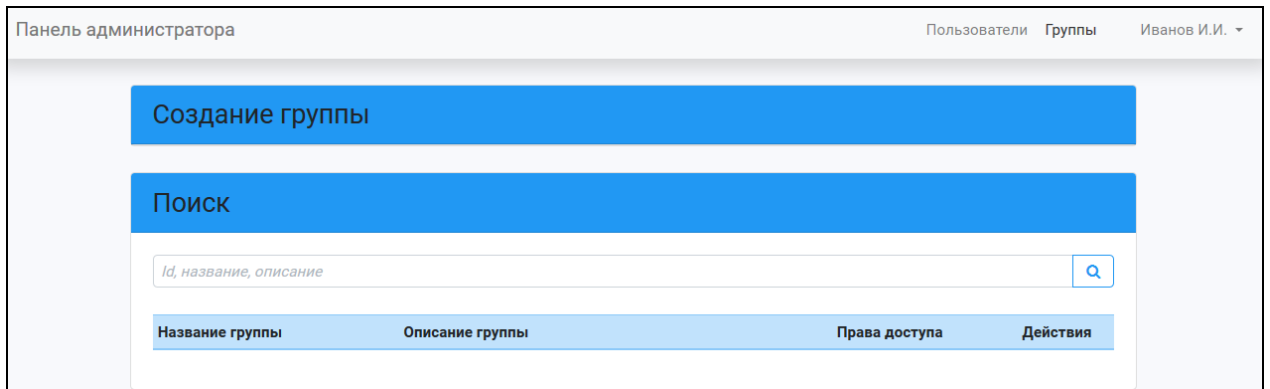 Панель администратора Пользователи Группы Иванов И.И.
Создание группы
Поиск
Id, название, описание
Название группы Описание группы Права доступа Действия